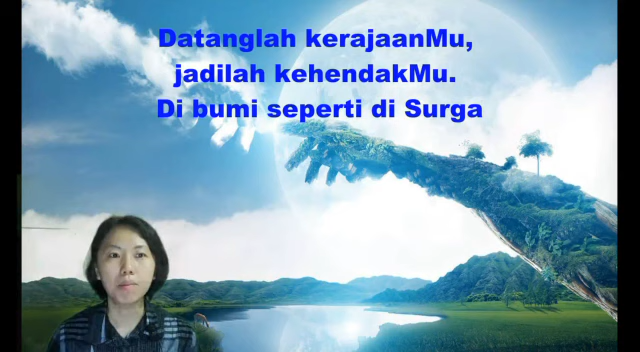 Datanglah kerajaanMu,
jadilah kehendakMu.
Di bumi seperti di Surga